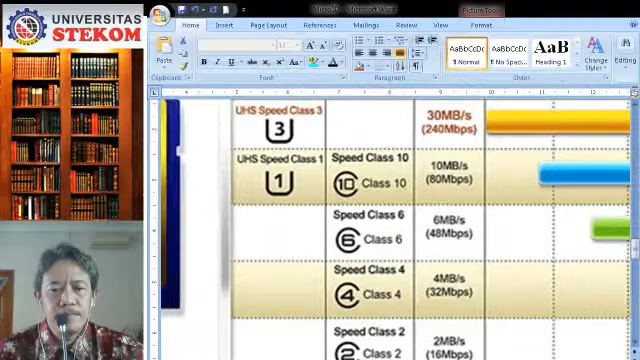 UNIVERSITAS
STEKOM
Microsoft Word
Picture Tools
Home
Insert
Page Layout
References
Mailings
Review
View
Format
Paste
Clipboard
Font
Paragraph
AaBbCcDc
AaBbCcDc
AaBb
Normal
No Spaci...
Heading 1
Change
Styles
Styles
Editing
UHS Speed Class 3
3
30MB/s
(240Mbps)
UHS Speed Class 1
1
Speed Class 10
10 Class 10
10MB/s
(80Mbps)
Speed Class 6
6 Class 6
6MB/s
(48Mbps)
Speed Class 4
4 Class 4
4MB/s
(32Mbps)
Speed Class 2
2 Class 2
2MB/s
(16Mbps)